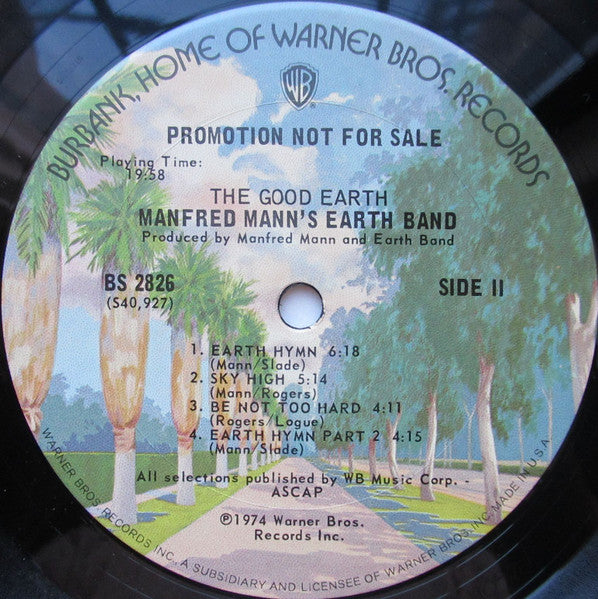 BURBANK, HOME OF WARNER BROS. RECORDS
WB
PROMOTION NOT FOR SALE
Playing Time:
19:58
THE GOOD EARTH
MANFRED MANN'S EARTH BAND
Produced by Manfred Mann and Earth Band
BS 2826
(S40,927)
SIDE II
1. EARTH HYMN 6:18
(Mann/Slade)
2. SKY HIGH 5:14
(Mann/Rogers)
3. BE NOT TOO HARD 4:11
(Rogers/Logue)
4. EARTH HYMN PART 2 4:15
(Mann/Slade)
All selections published by WB Music Corp. -
ASCAP
℗1974 Warner Bros.
Records Inc.
WARNER BROS. RECORDS INC., A SUBSIDIARY AND LICENSEE OF WARNER BROS. INC. MADE IN U.S.A.